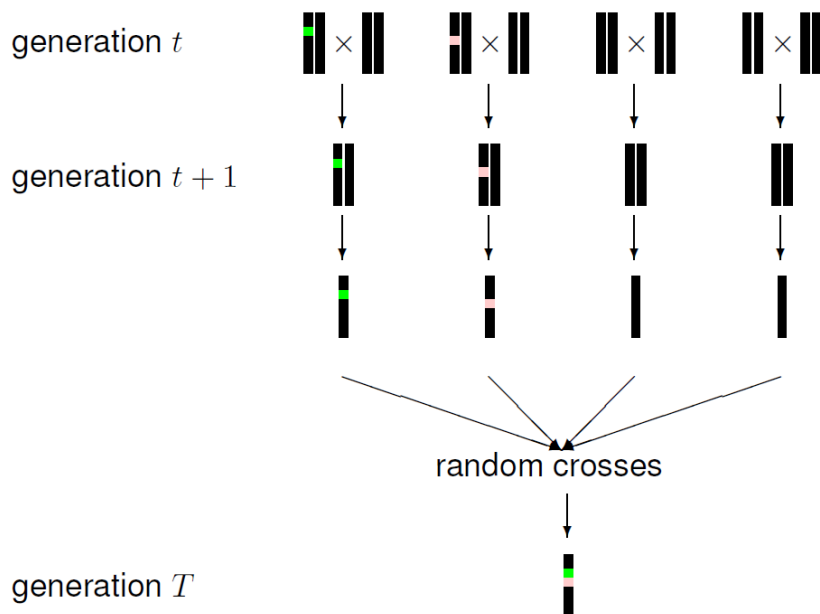 generation t
× × × ×
generation t + 1
random crosses
generation T